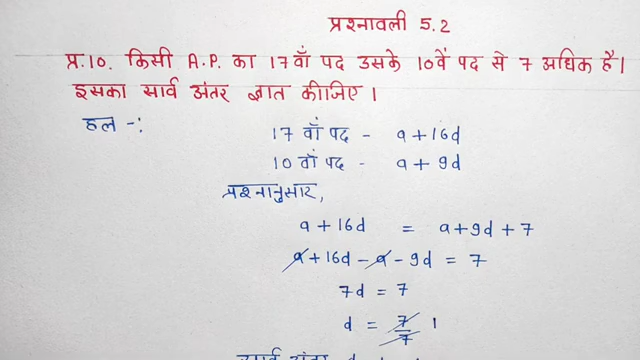 प्रश्नावली 5.2
प्र.10. किसी A.P. का 17वाँ पद उसके 10वें पद से 7 अधिक है।
इसका सार्व अंतर ज्ञात कीजिए।
हल -:
17 वाँ पद - a+16d
10 वाँ पद - a+9d
प्रश्नानुसार,
a+16d = a+9d+7
a+16d-a-9d = 7
7d = 7
d = 7/7 1
सार्व अंतर